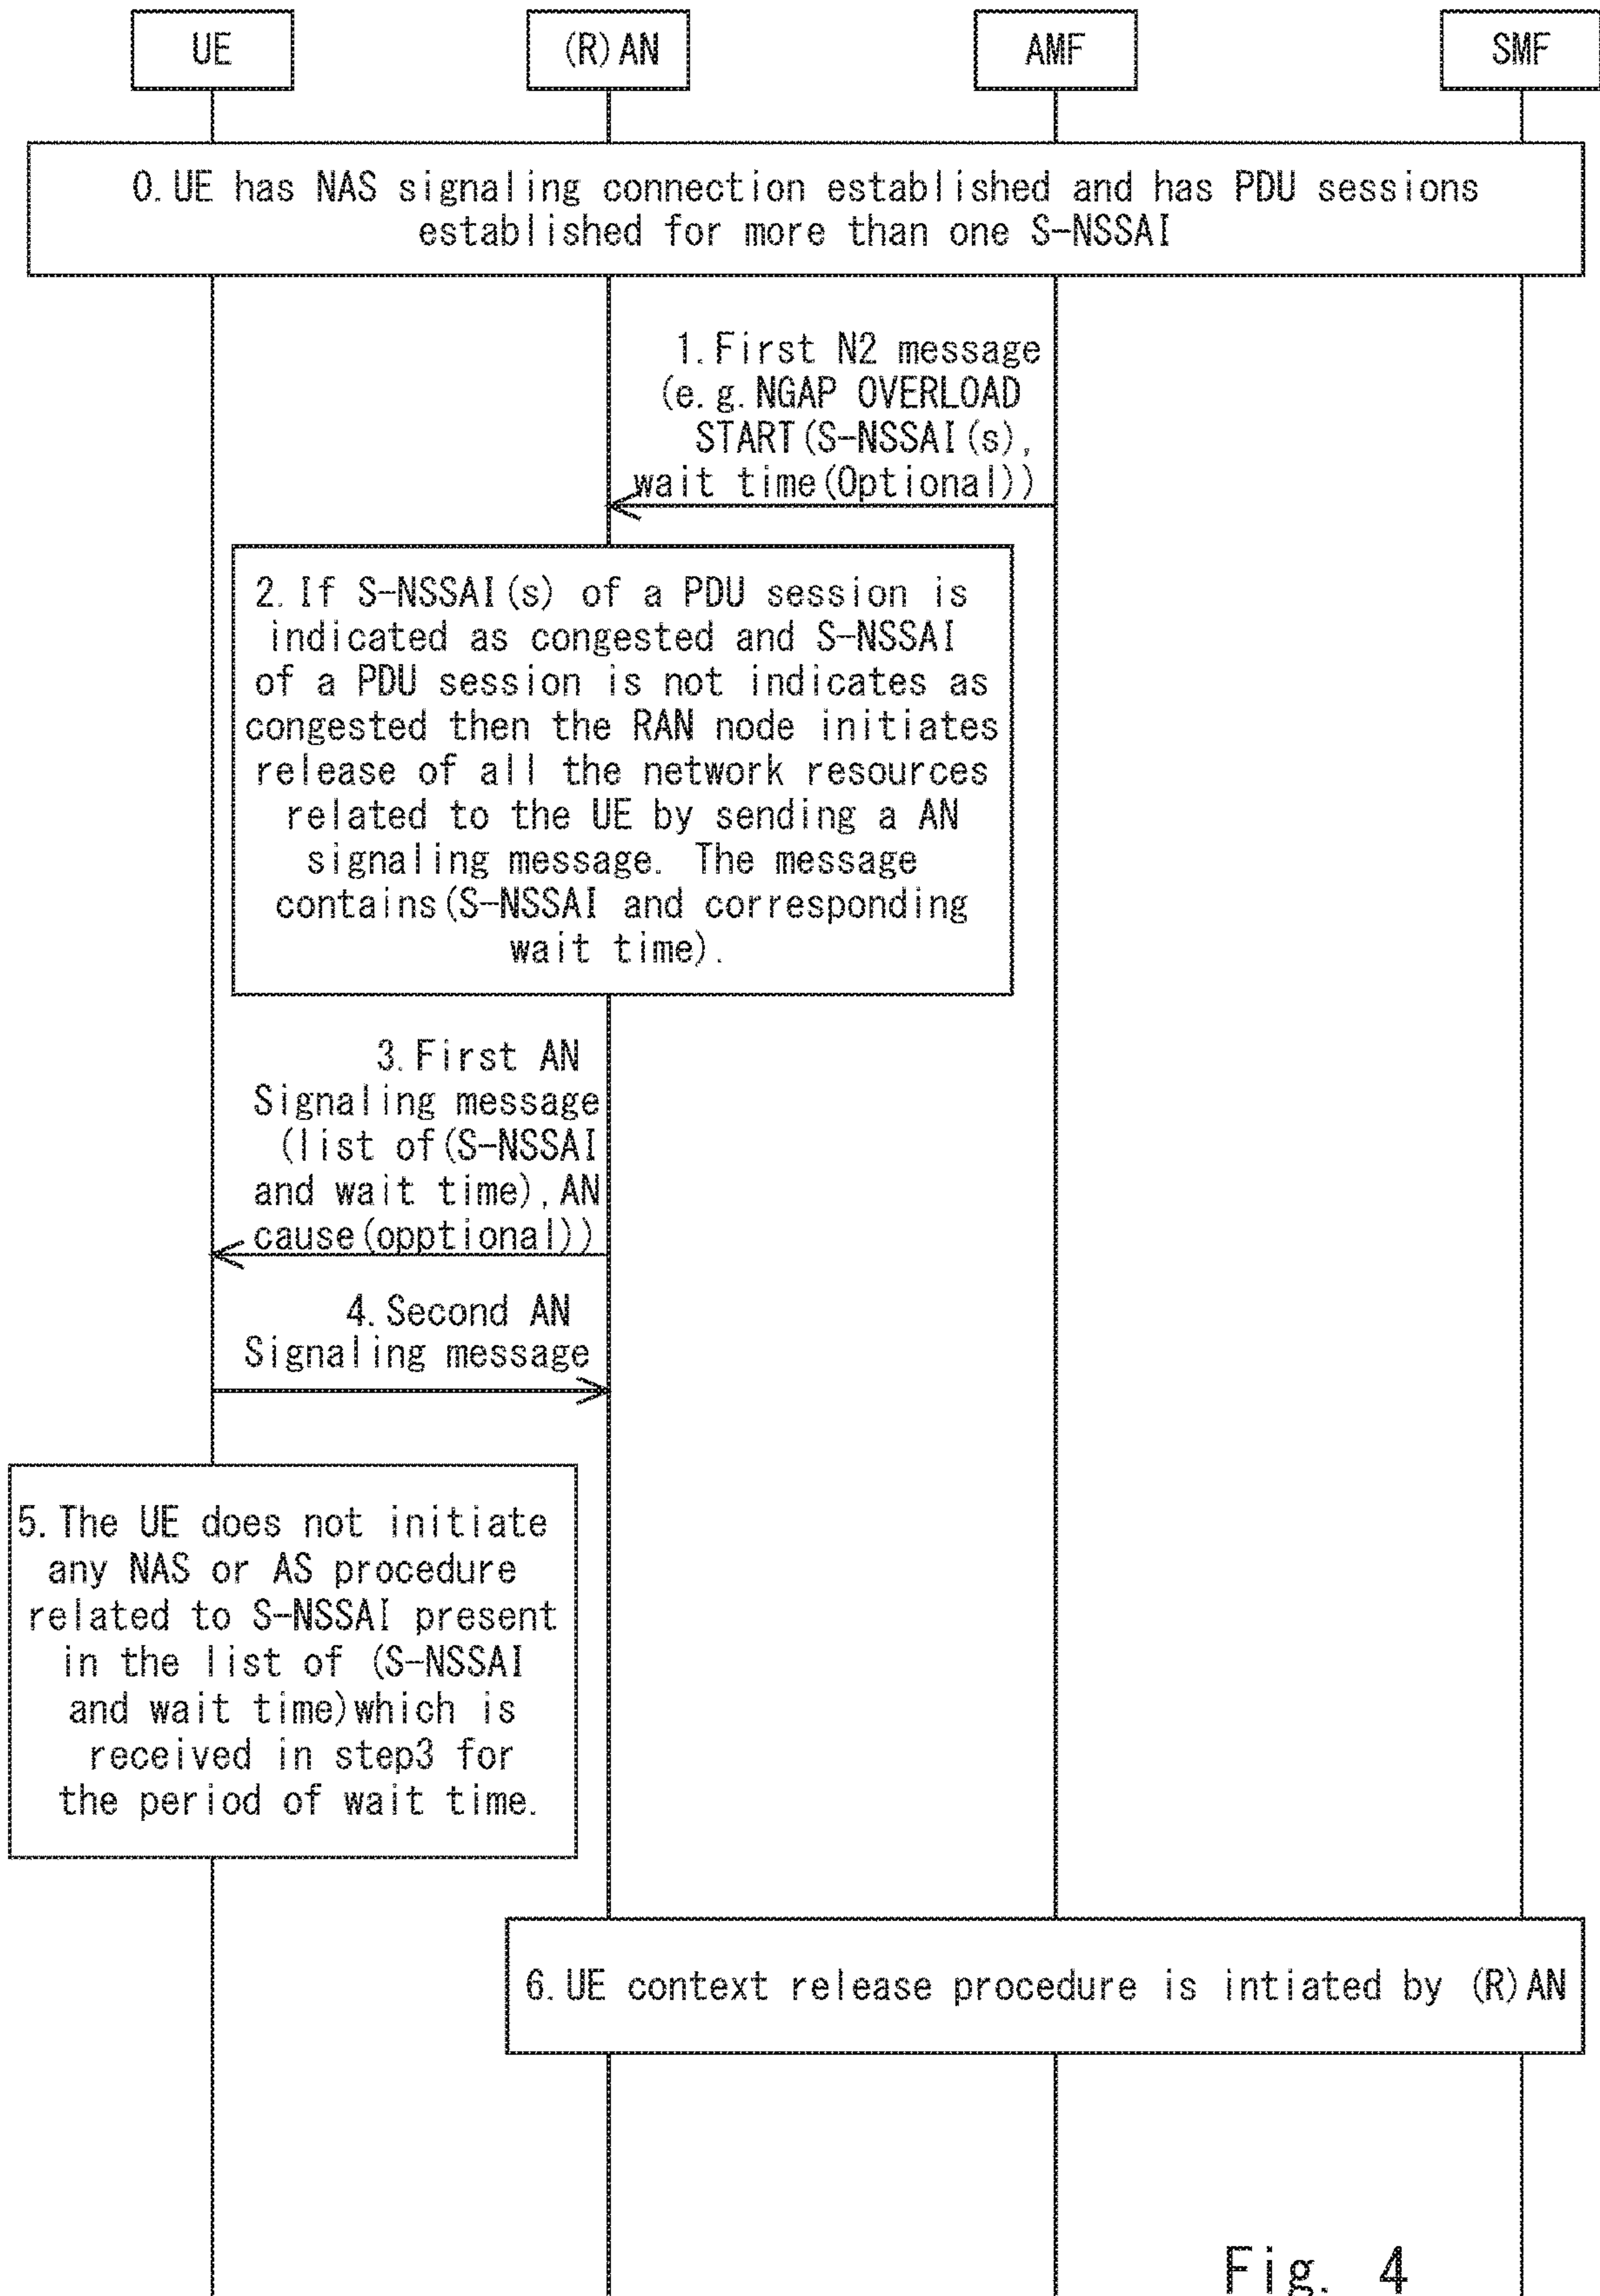 UE
(R)AN
AMF
SMF
0.UE has NAS signaling connection established and has PDU sessions
established for more than one S-NSSAI
1.First N2 message
(e.g.NGAP OVERLOAD
START(S-NSSAI(s),
wait time(Optional))
2.If S-NSSAI(s) of a PDU session is
indicated as congested and S-NSSAI
of a PDU session is not indicates as
congested then the RAN node initiates
release of all the network resources
related to the UE by sending a AN
signaling message. The message
contains(S-NSSAI and corresponding
wait time).
3.First AN
Signaling message
(list of(S-NSSAI
and wait time),AN
cause(opptional))
4.Second AN
Signaling message
5.The UE does not initiate
any NAS or AS procedure
related to S-NSSAI present
in the list of (S-NSSAI
and wait time)which is
received in step3 for
the period of wait time.
6.UE context release procedure is intiated by (R)AN
Fig. 4